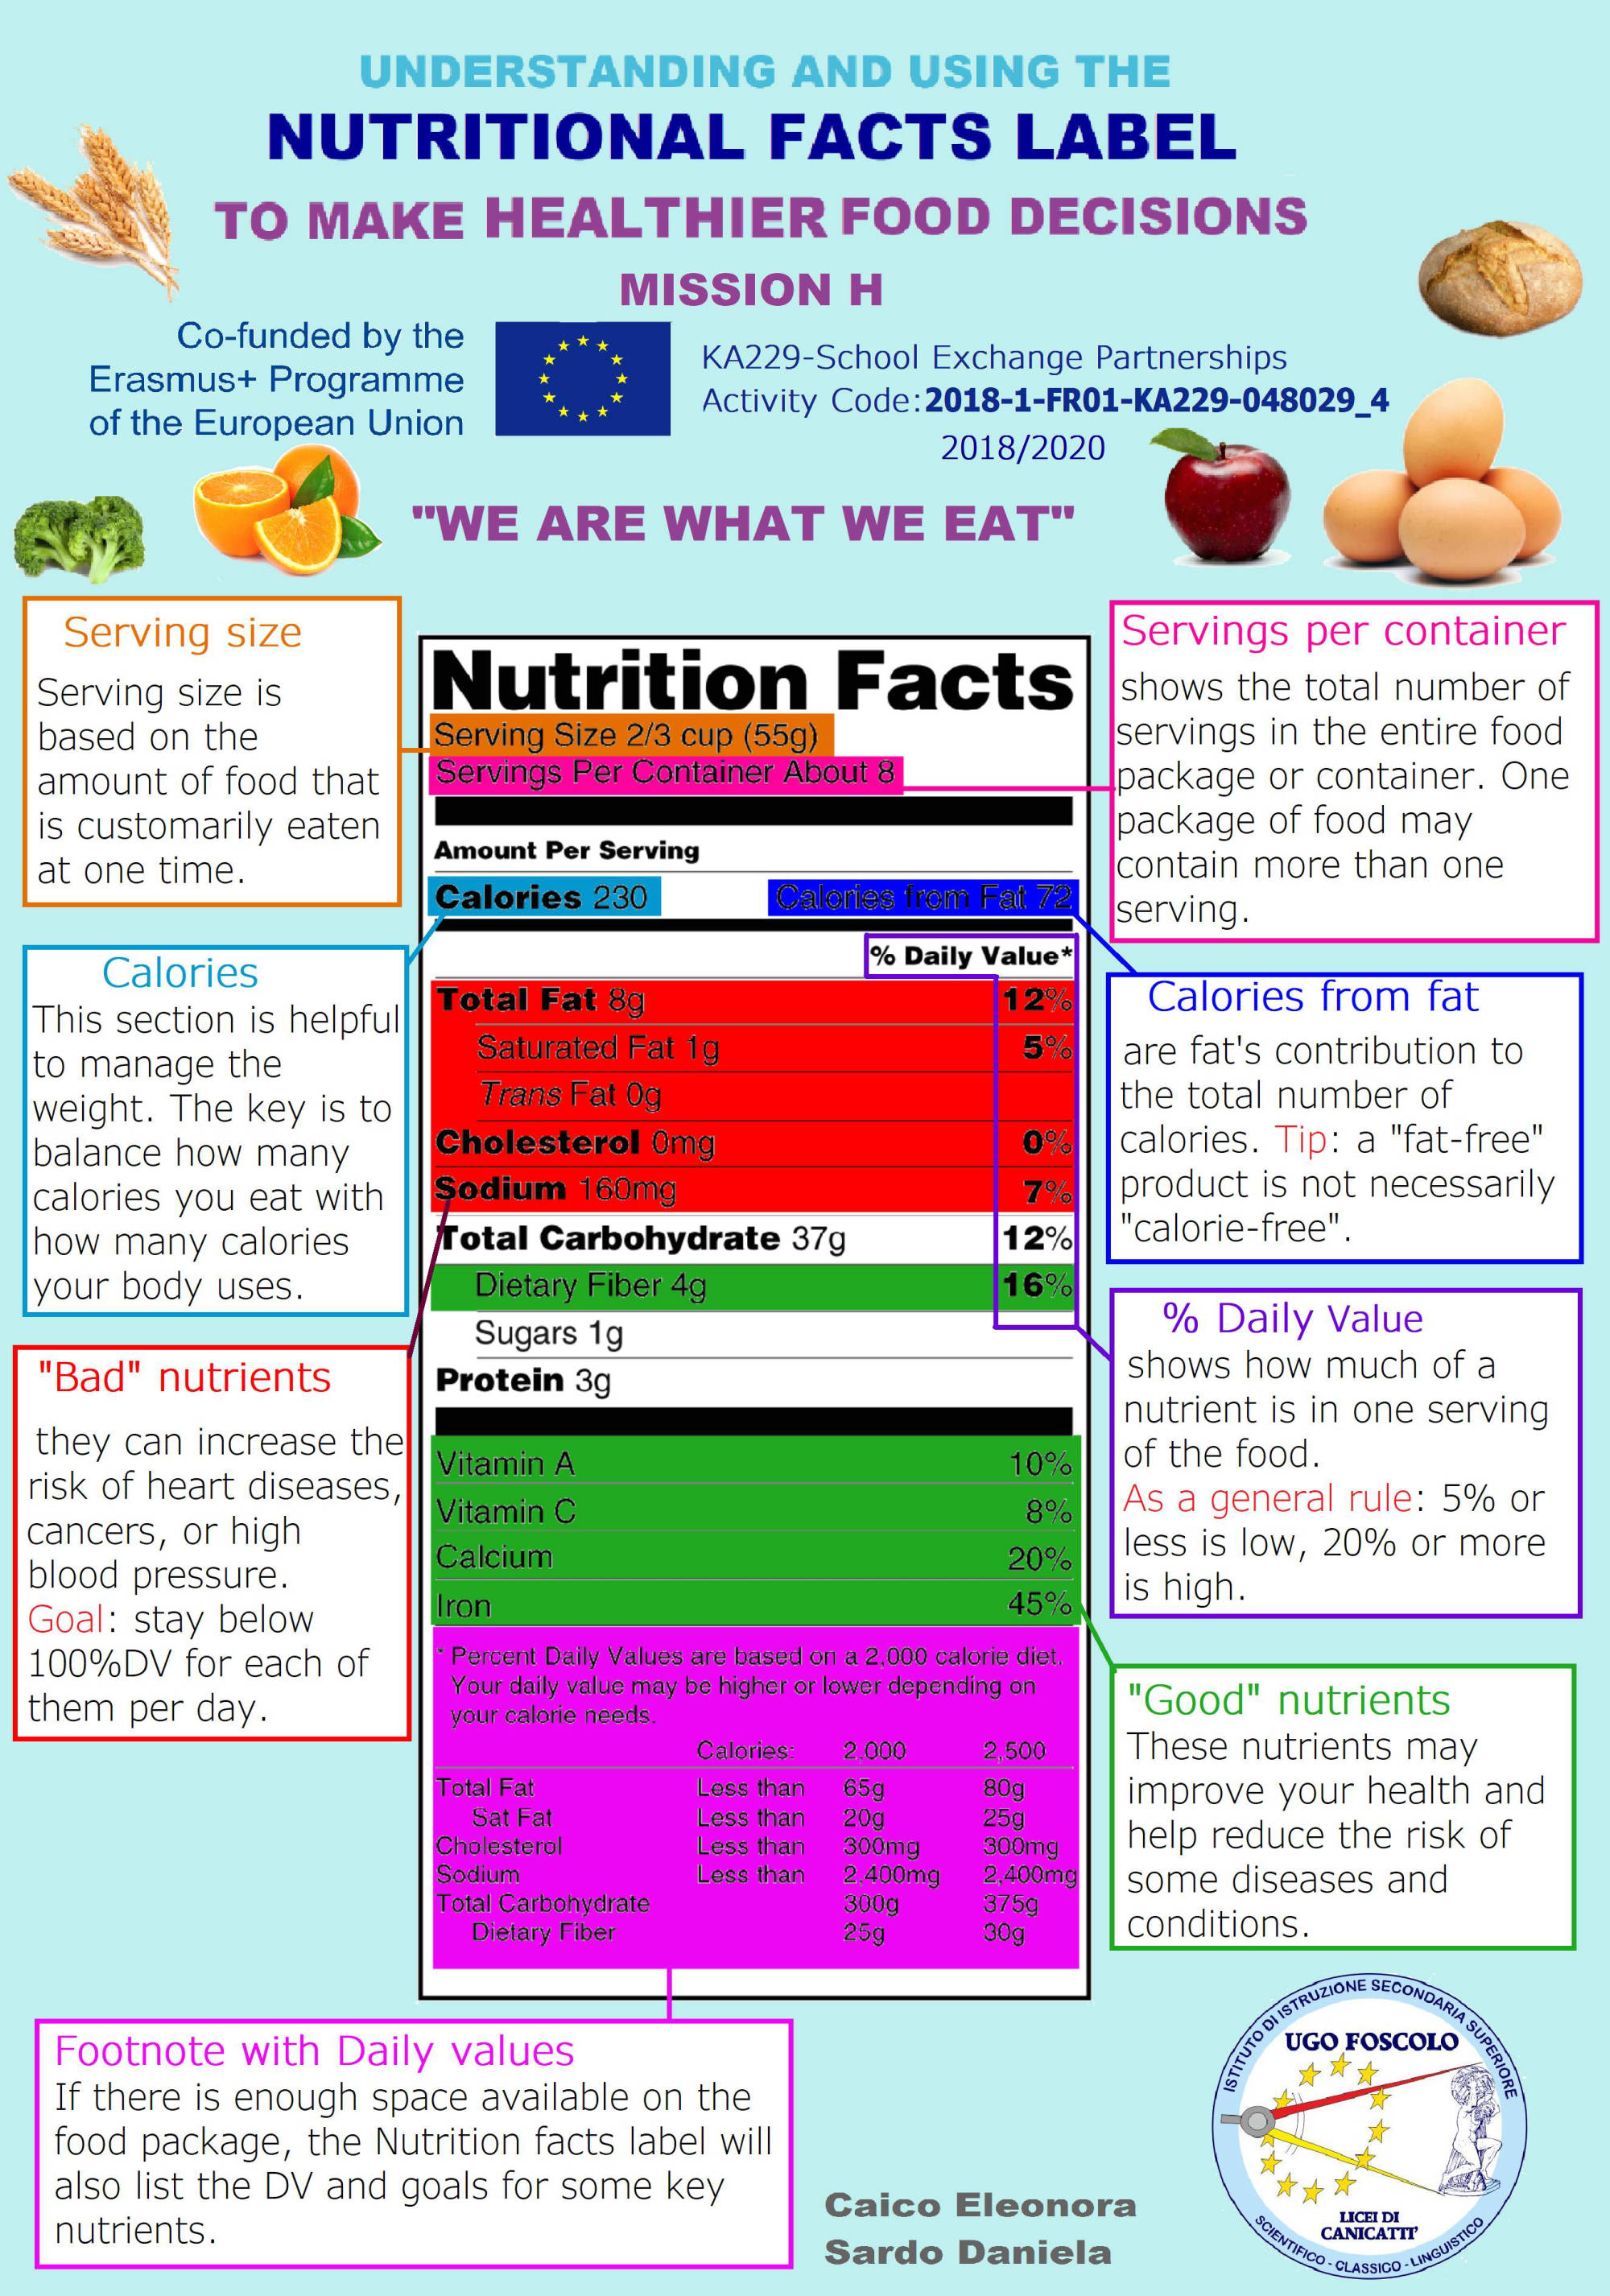 UNDERSTANDING AND USING THE
NUTRITIONAL FACTS LABEL
TO MAKE HEALTHIER FOOD DECISIONS
MISSION H
Co-funded by the
Erasmus+ Programme
of the European Union
KA229-School Exchange Partnerships
Activity Code:2018-1-FR01-KA229-048029_4
2018/2020
"WE ARE WHAT WE EAT"
Serving size
Serving size is
based on the
amount of food that
is customarily eaten
at one time.
Calories
This section is helpful
to manage the
weight. The key is to
balance how many
calories you eat with
how many calories
your body uses.
"Bad" nutrients
they can increase the
risk of heart diseases,
cancers, or high
blood pressure.
Goal: stay below
100%DV for each of
them per day.
Nutrition Facts
Serving Size 2/3 cup (55g)
Servings Per Container About 8
Amount Per Serving
Calories 230 Calories from Fat 72
% Daily Value*
Total Fat 8g 12%
Saturated Fat 1g 5%
Trans Fat 0g
Cholesterol 0mg 0%
Sodium 160mg 7%
Total Carbohydrate 37g 12%
Dietary Fiber 4g 16%
Sugars 1g
Protein 3g
Vitamin A 10%
Vitamin C 8%
Calcium 20%
Iron 45%
* Percent Daily Values are based on a 2,000 calorie diet.
Your daily value may be higher or lower depending on
your calorie needs.
Calories: 2,000 2,500
Total Fat Less than 65g 80g
Sat Fat Less than 20g 25g
Cholesterol Less than 300mg 300mg
Sodium Less than 2,400mg 2,400mg
Total Carbohydrate 300g 375g
Dietary Fiber 25g 30g
Servings per container
shows the total number of
servings in the entire food
package or container. One
package of food may
contain more than one
serving.
Calories from fat
are fat's contribution to
the total number of
calories. Tip: a "fat-free"
product is not necessarily
"calorie-free".
% Daily Value
shows how much of a
nutrient is in one serving
of the food.
As a general rule: 5% or
less is low, 20% or more
is high.
"Good" nutrients
These nutrients may
improve your health and
help reduce the risk of
some diseases and
conditions.
Footnote with Daily values
If there is enough space available on the
food package, the Nutrition facts label will
also list the DV and goals for some key
nutrients.
Caico Eleonora
Sardo Daniela
ISTITUTO DI ISTRUZIONE SECONDARIA SUPERIORE
UGO FOSCOLO
LICEI DI
CANICATTI'
SCIENTIFICO - CLASSICO - LINGUISTICO